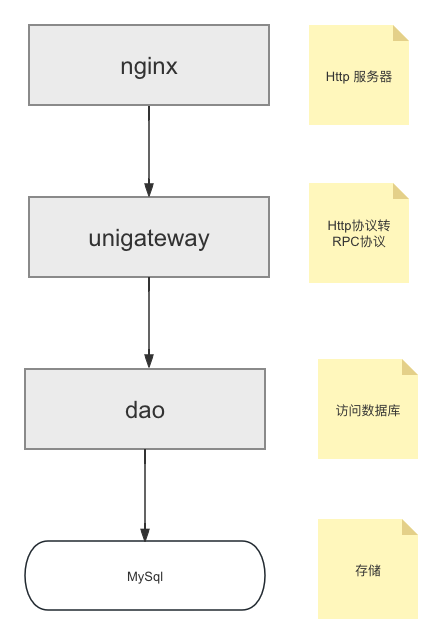 nginx
Http 服务器
unigateway
Http协议转
RPC协议
dao
访问数据库
MySql
存储